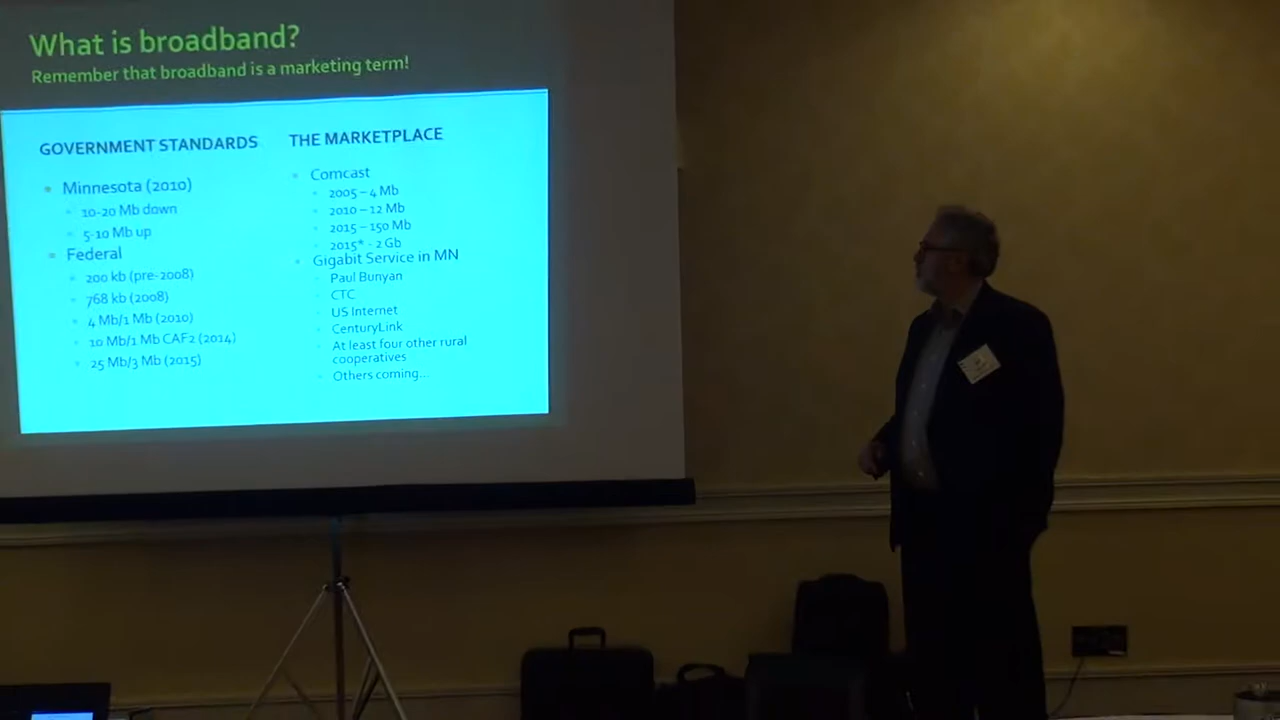 What is broadband?
Remember that broadband is a marketing term!
GOVERNMENT STANDARDS
Minnesota (2010)
10-20 Mb down
5-10 Mb up
Federal
200 kb (pre-2008)
768 kb (2008)
4 Mb/1 Mb (2010)
10 Mb/1 Mb CAF2 (2014)
25 Mb/3 Mb (2015)
THE MARKETPLACE
Comcast
2005 – 4 Mb
2010 – 12 Mb
2015 – 150 Mb
2015* - 2 Gb
Gigabit Service in MN
Paul Bunyan
CTC
US Internet
CenturyLink
At least four other rural
cooperatives
Others coming...